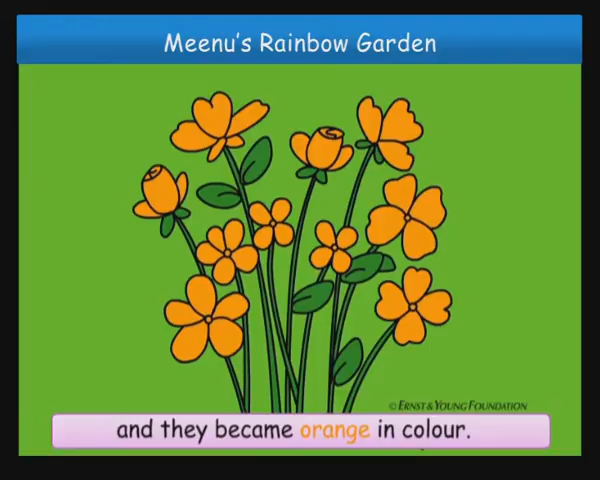 Meenu's Rainbow Garden
© Ernst & Young Foundation
and they became orange in colour.